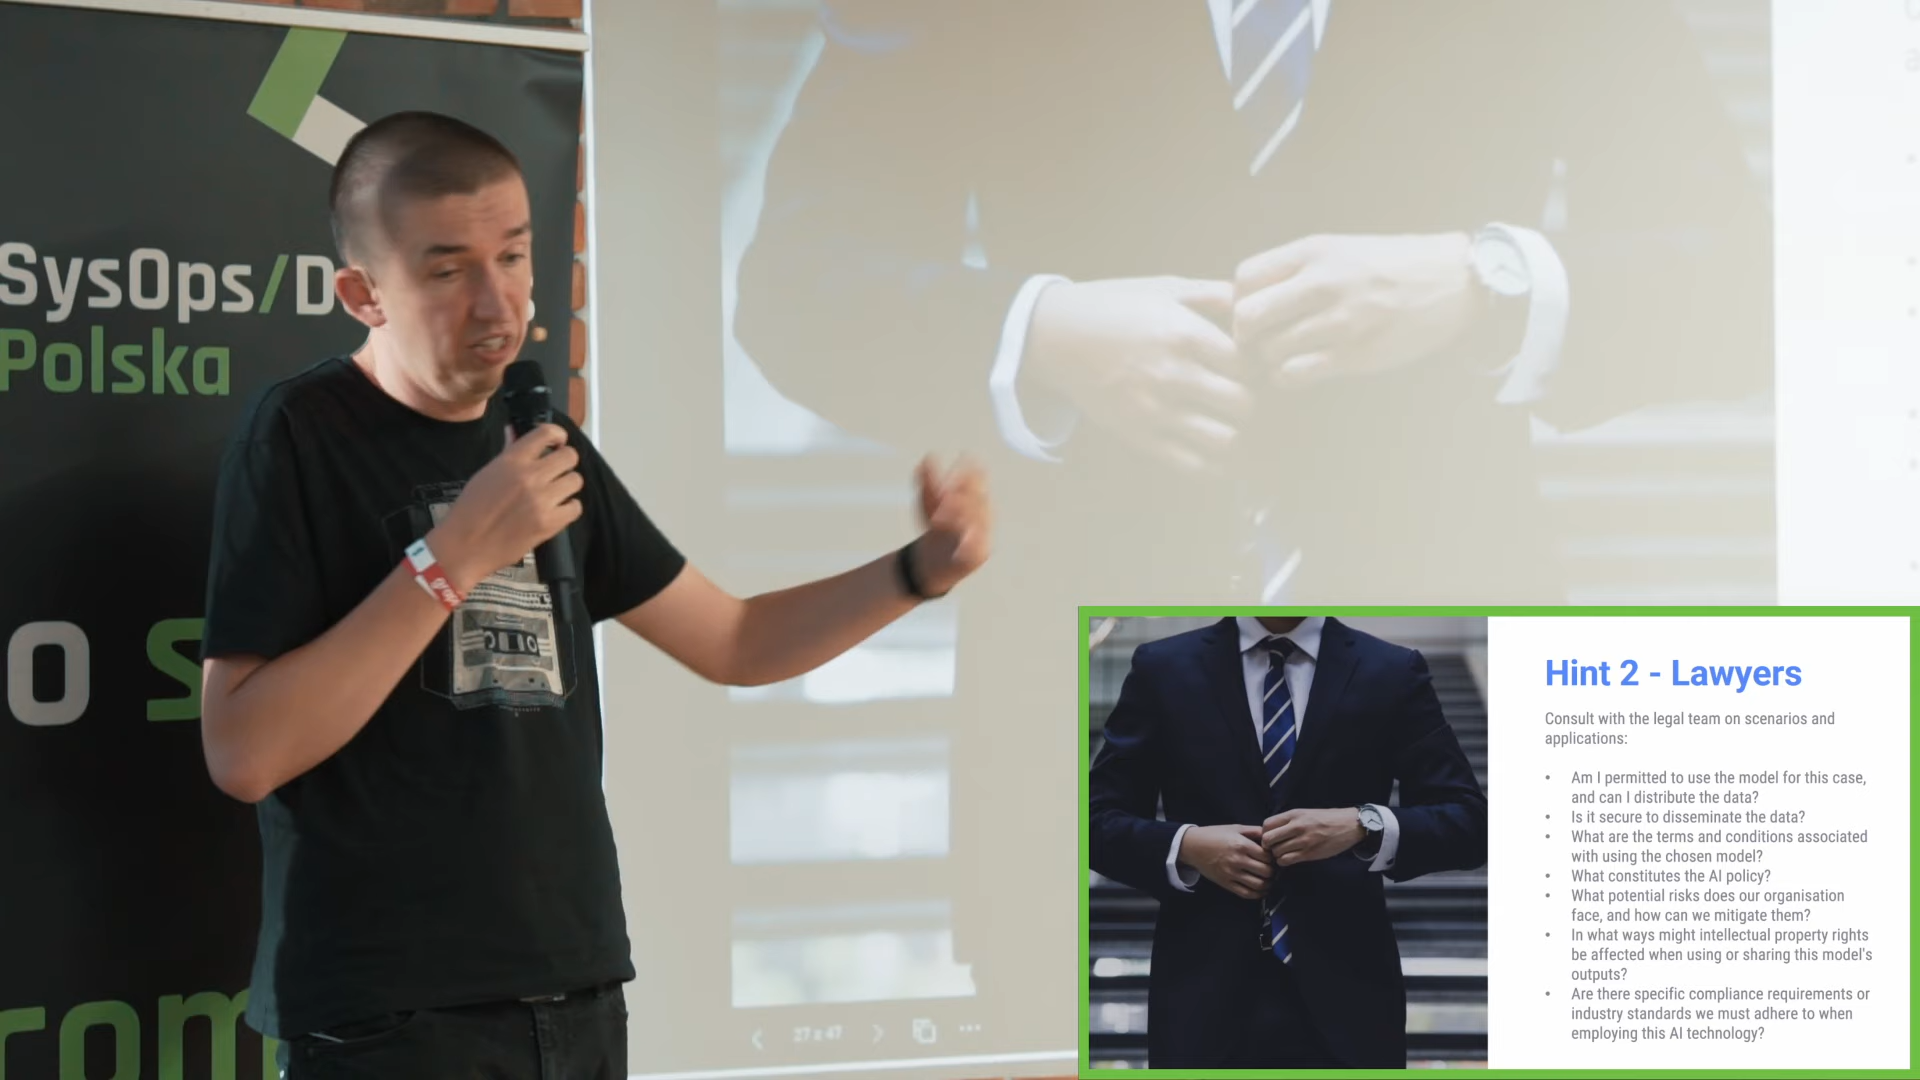 SysOps/D
Polska
o s
rom
27 z 47
Hint 2 - Lawyers
Consult with the legal team on scenarios and
applications:
• Am I permitted to use the model for this case,
and can I distribute the data?
• Is it secure to disseminate the data?
• What are the terms and conditions associated
with using the chosen model?
• What constitutes the AI policy?
• What potential risks does our organisation
face, and how can we mitigate them?
• In what ways might intellectual property rights
be affected when using or sharing this model's
outputs?
• Are there specific compliance requirements or
industry standards we must adhere to when
employing this AI technology?